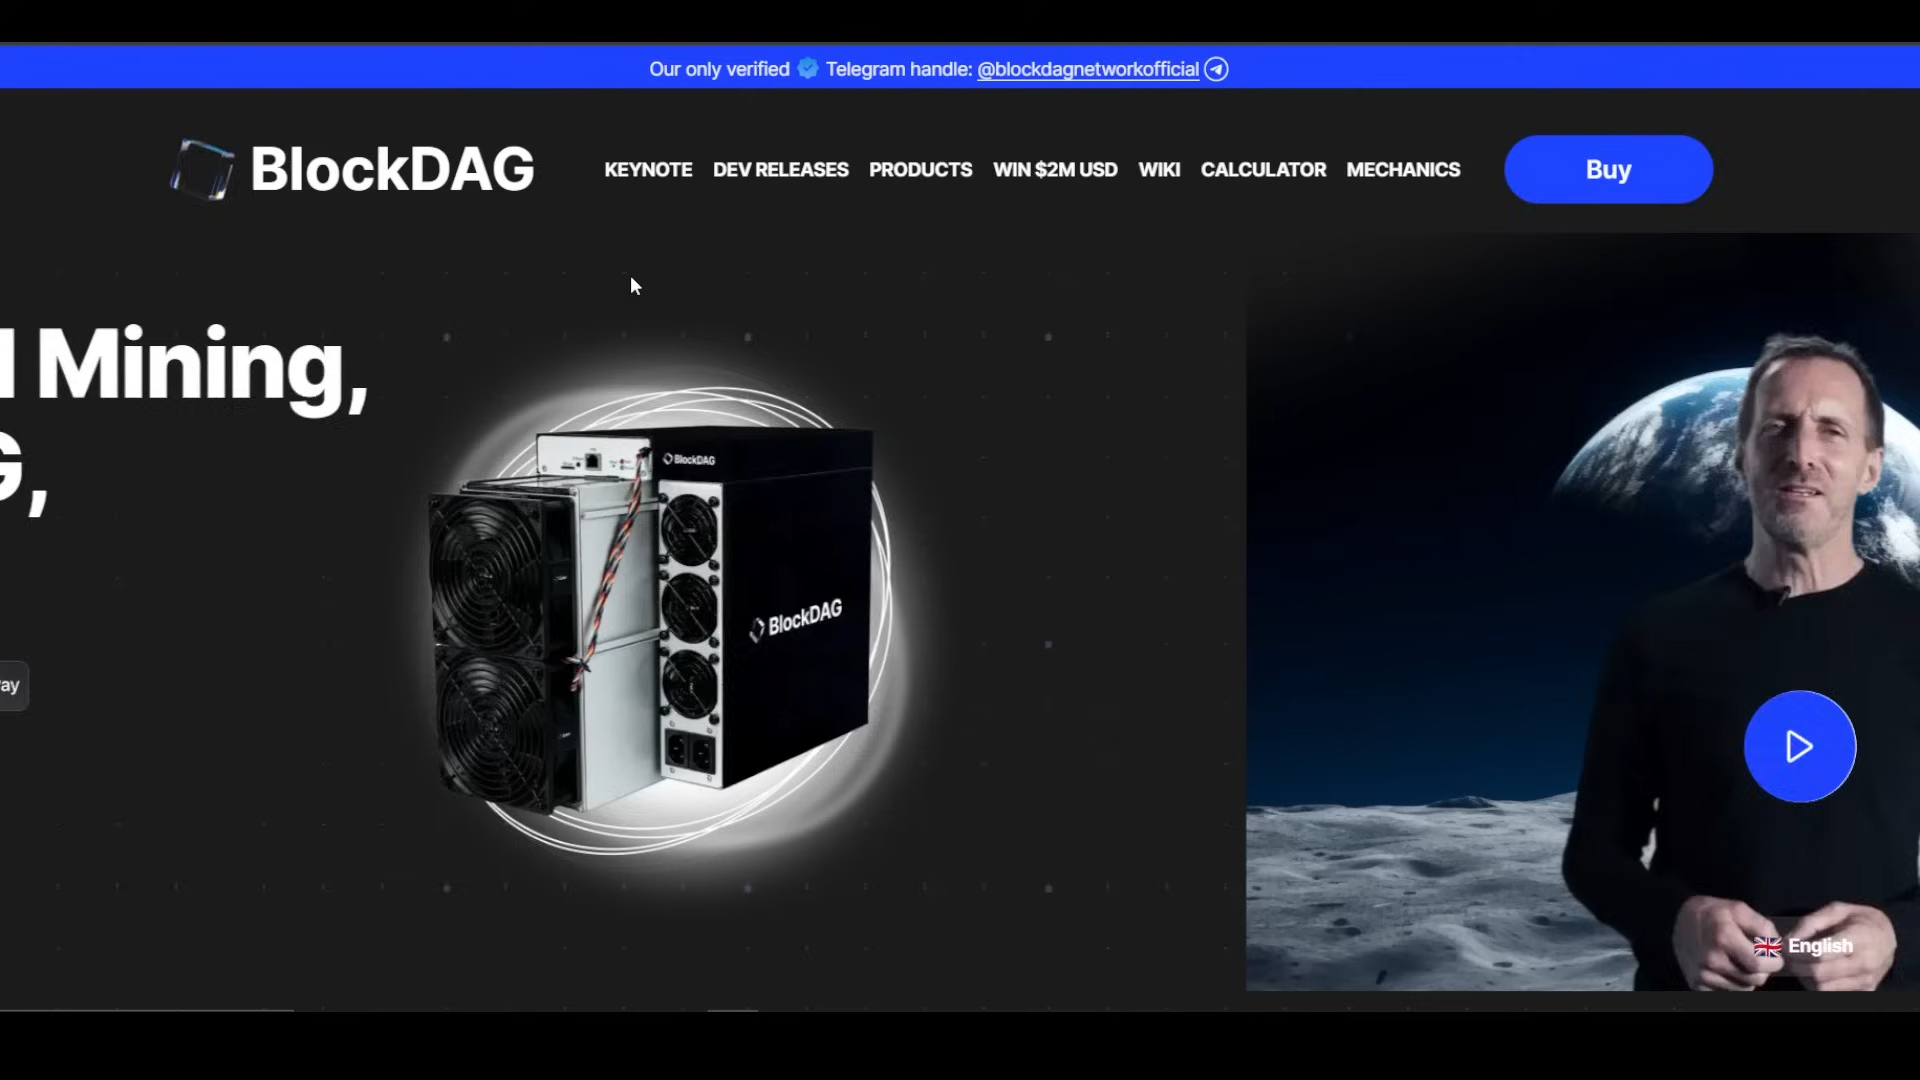 Our only verified Telegram handle: @blockdagnetworkofficial
BlockDAG
KEYNOTE DEV RELEASES PRODUCTS WIN $2M USD WIKI CALCULATOR MECHANICS
Buy
Mining,
BlockDAG
BlockDAG
English